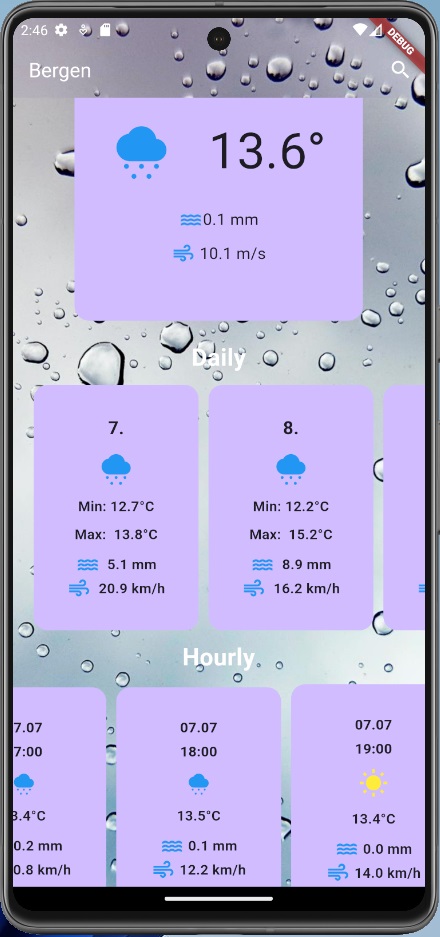 2:46
DEBUG
Bergen
13.6°
0.1 mm
10.1 m/s
Daily
7.
8.
Min: 12.7°C
Min: 12.2°C
Max: 13.8°C
Max: 15.2°C
5.1 mm
8.9 mm
20.9 km/h
16.2 km/h
Hourly
7.07
07.07
07.07
7:00
18:00
19:00
3.4°C
13.5°C
13.4°C
0.2 mm
0.1 mm
0.0 mm
0.8 km/h
12.2 km/h
14.0 km/h